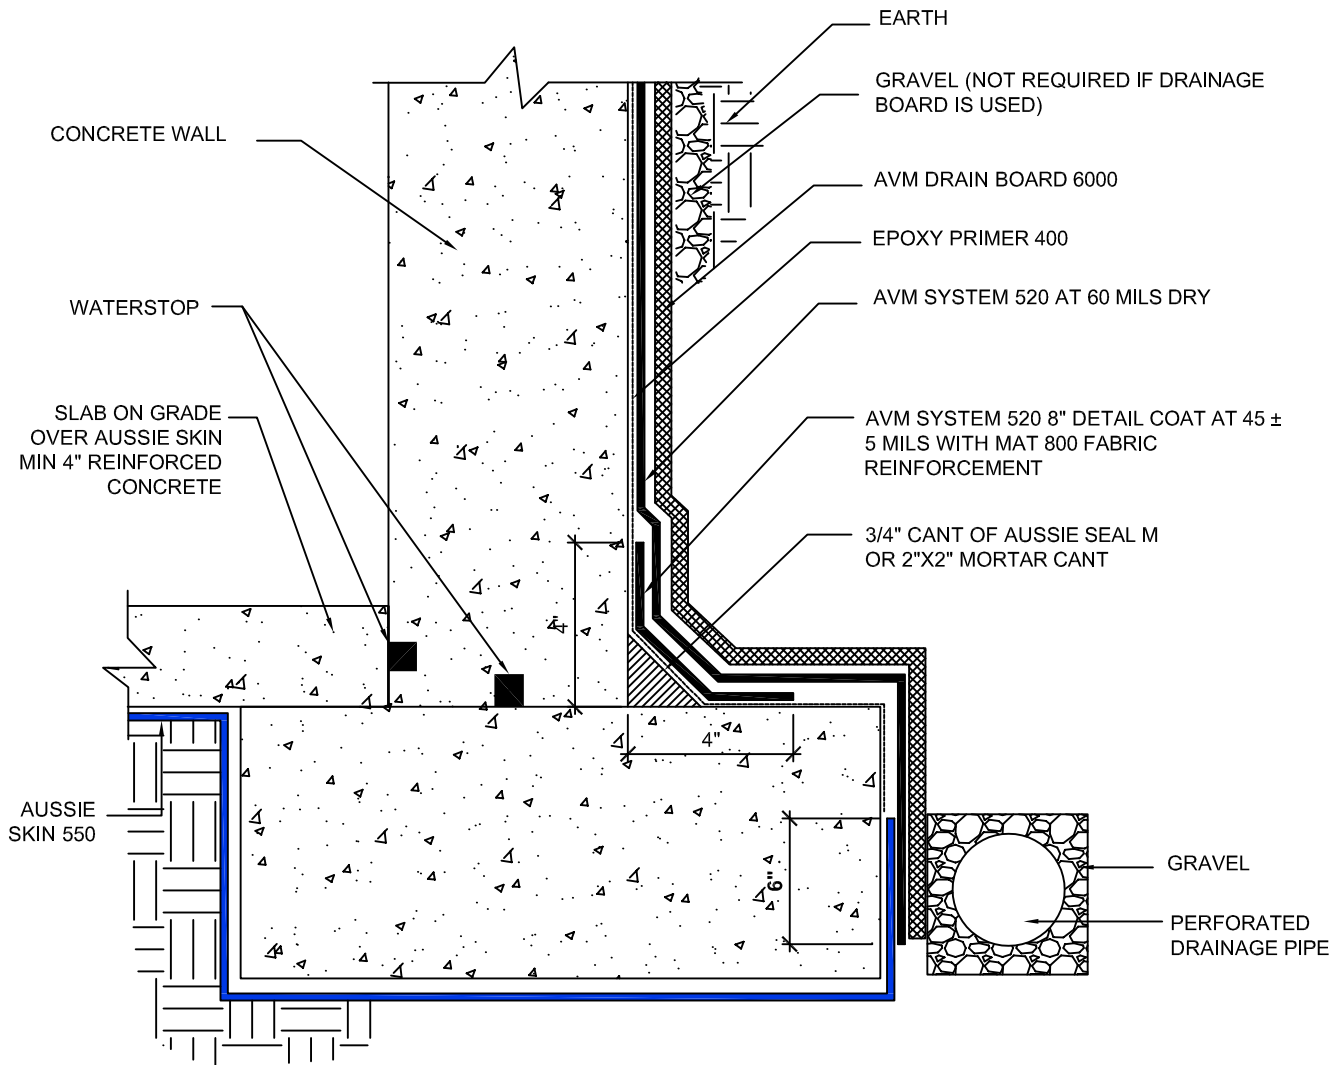 EARTH
GRAVEL (NOT REQUIRED IF DRAINAGE
BOARD IS USED)
CONCRETE WALL
AVM DRAIN BOARD 6000
EPOXY PRIMER 400
AVM SYSTEM 520 AT 60 MILS DRY
WATERSTOP
SLAB ON GRADE
OVER AUSSIE SKIN
MIN 4" REINFORCED
CONCRETE
AVM SYSTEM 520 8" DETAIL COAT AT 45 ±
5 MILS WITH MAT 800 FABRIC
REINFORCEMENT
3/4" CANT OF AUSSIE SEAL M
OR 2"X2" MORTAR CANT
4"
4"
AUSSIE
SKIN 550
6"
GRAVEL
PERFORATED
DRAINAGE PIPE